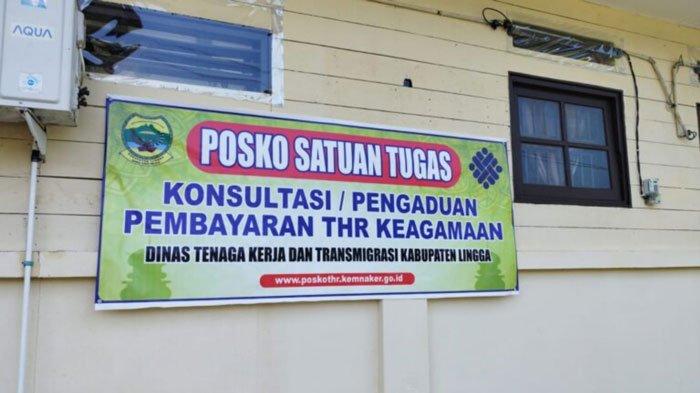 AQUA
POSKO SATUAN TUGAS
KONSULTASI / PENGADUAN
PEMBAYARAN THR KEAGAMAAN
DINAS TENAGA KERJA DAN TRANSMIGRASI KABUPATEN LINGGA
www.poskothr.kemnaker.go.id